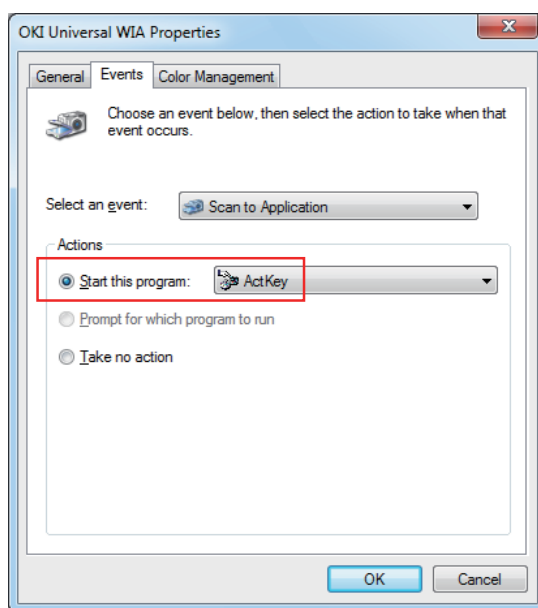 OKI Universal WIA Properties
General Events Color Management
Choose an event below, then select the action to take when that
event occurs.
Select an event: Scan to Application
Actions
Start this program: ActKey
Prompt for which program to run
Take no action
OK Cancel